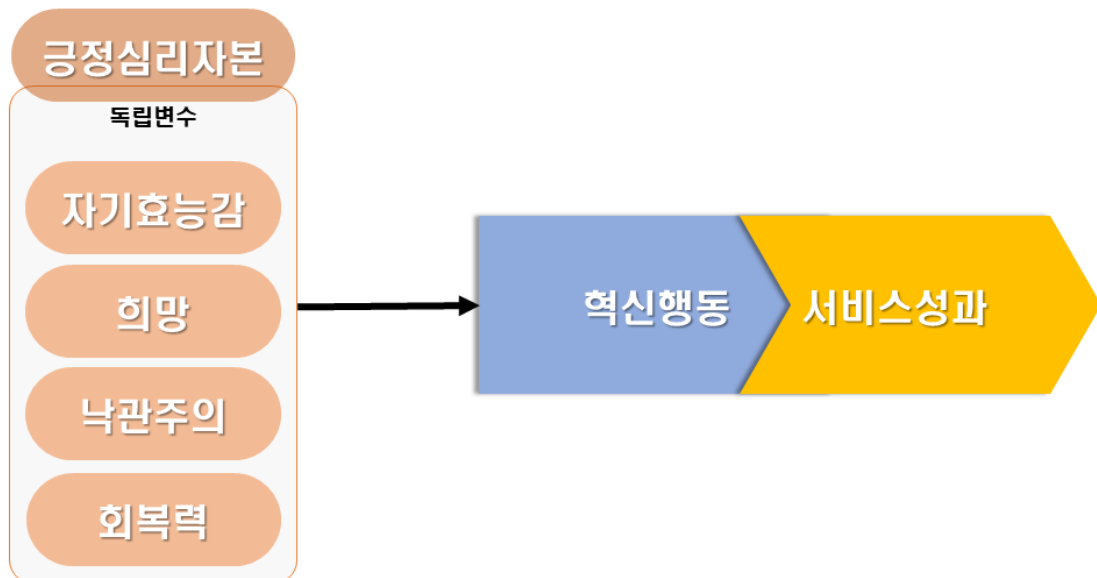 긍정심리자본
독립변수
자기효능감
희망
낙관주의
회복력
혁신행동
서비스성과